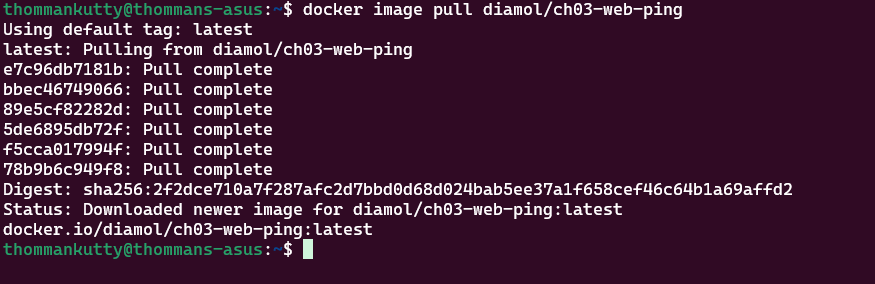 thommankutty@thommans-asus:~$ docker image pull diamol/ch03-web-ping
Using default tag: latest
latest: Pulling from diamol/ch03-web-ping
e7c96db7181b: Pull complete
bbec46749066: Pull complete
89e5cf82282d: Pull complete
5de6895db72f: Pull complete
f5cca017994f: Pull complete
78b9b6c949f8: Pull complete
Digest: sha256:2f2dce710a7f287afc2d7bbd0d68d024bab5ee37a1f658cef46c64b1a69affd2
Status: Downloaded newer image for diamol/ch03-web-ping:latest
docker.io/diamol/ch03-web-ping:latest
thommankutty@thommans-asus:~$